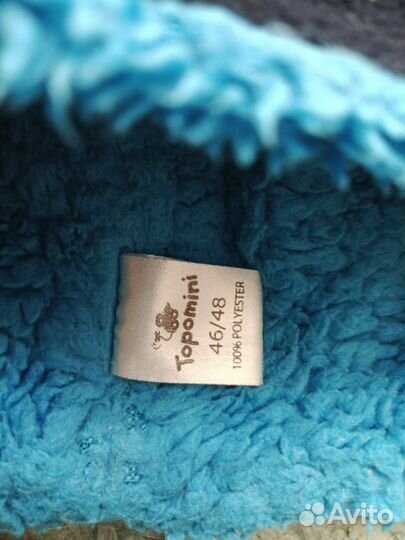 Topomini
46/48
100% POLYESTER
Avito